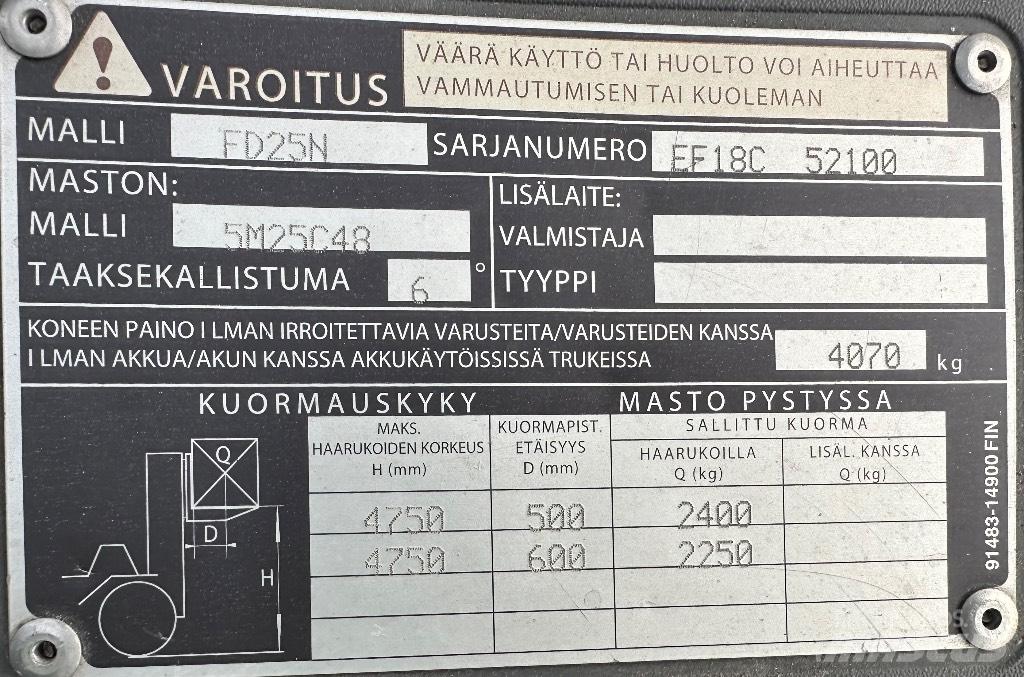 VAROITUS
VÄÄRÄ KÄYTTÖ TAI HUOLTO VOI AIHEUTTAA
VAMMAUTUMISEN TAI KUOLEMAN
MALLI FD25N SARJANUMERO EF18C 52100
MASTON:
MALLI 5M25C48
TAAKSEKALLISTUMA 6 °
LISÄLAITE:
VALMISTAJA
TYYPPI
KONEEN PAINO I LMAN IRROITETTAVIA VARUSTEITA/VARUSTEIDEN KANSSA
I LMAN AKKUA/AKUN KANSSA AKKUKÄYTÖISSISSÄ TRUKEISSA
4070 kg
KUORMAUSKYKY MASTO PYSTYSSA
MAKS.
HAARUKOIDEN KORKEUS
H (mm)
KUORMAPIST.
ETÄISYYS
D (mm)
SALLITTU KUORMA
HAARUKOILLA
Q (kg)
LISÄL. KANSSA
Q (kg)
4750 500 2400
4750 600 2250
Q
D
H
91483-14900 FIN